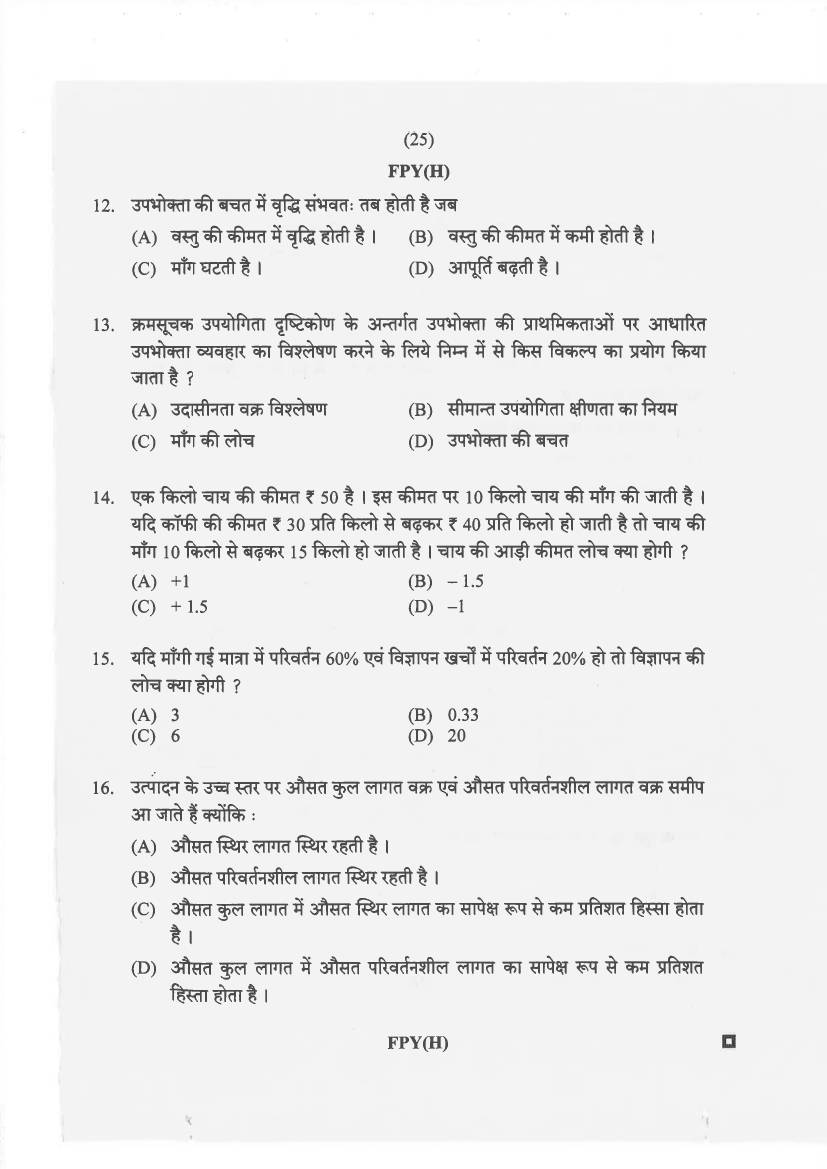 (25)
FPY(H)
12. उपभोक्ता की बचत में वृद्धि संभवतः तब होती है जब
(A) वस्तु की कीमत में वृद्धि होती है । (B) वस्तु की कीमत में कमी होती है ।
(C) माँग घटती है । (D) आपूर्ति बढ़ती है ।
13. क्रमसूचक उपयोगिता दृष्टिकोण के अन्तर्गत उपभोक्ता की प्राथमिकताओं पर आधारित
उपभोक्ता व्यवहार का विश्लेषण करने के लिये निम्न में से किस विकल्प का प्रयोग किया
जाता है ?
(A) उदासीनता वक्र विश्लेषण (B) सीमान्त उपयोगिता क्षीणता का नियम
(C) माँग की लोच (D) उपभोक्ता की बचत
14. एक किलो चाय की कीमत ₹ 50 है । इस कीमत पर 10 किलो चाय की माँग की जाती है ।
यदि कॉफी की कीमत ₹ 30 प्रति किलो से बढ़कर ₹ 40 प्रति किलो हो जाती है तो चाय की
माँग 10 किलो से बढ़कर 15 किलो हो जाती है । चाय की आड़ी कीमत लोच क्या होगी ?
(A) +1 (B) – 1.5
(C) + 1.5 (D) –1
15. यदि माँगी गई मात्रा में परिवर्तन 60% एवं विज्ञापन खर्चों में परिवर्तन 20% हो तो विज्ञापन की
लोच क्या होगी ?
(A) 3 (B) 0.33
(C) 6 (D) 20
16. उत्पादन के उच्च स्तर पर औसत कुल लागत वक्र एवं औसत परिवर्तनशील लागत वक्र समीप
आ जाते हैं क्योंकि :
(A) औसत स्थिर लागत स्थिर रहती है ।
(B) औसत परिवर्तनशील लागत स्थिर रहती है ।
(C) औसत कुल लागत में औसत स्थिर लागत का सापेक्ष रूप से कम प्रतिशत हिस्सा होता
है ।
(D) औसत कुल लागत में औसत परिवर्तनशील लागत का सापेक्ष रूप से कम प्रतिशत
हिस्ता होता है ।
FPY(H)